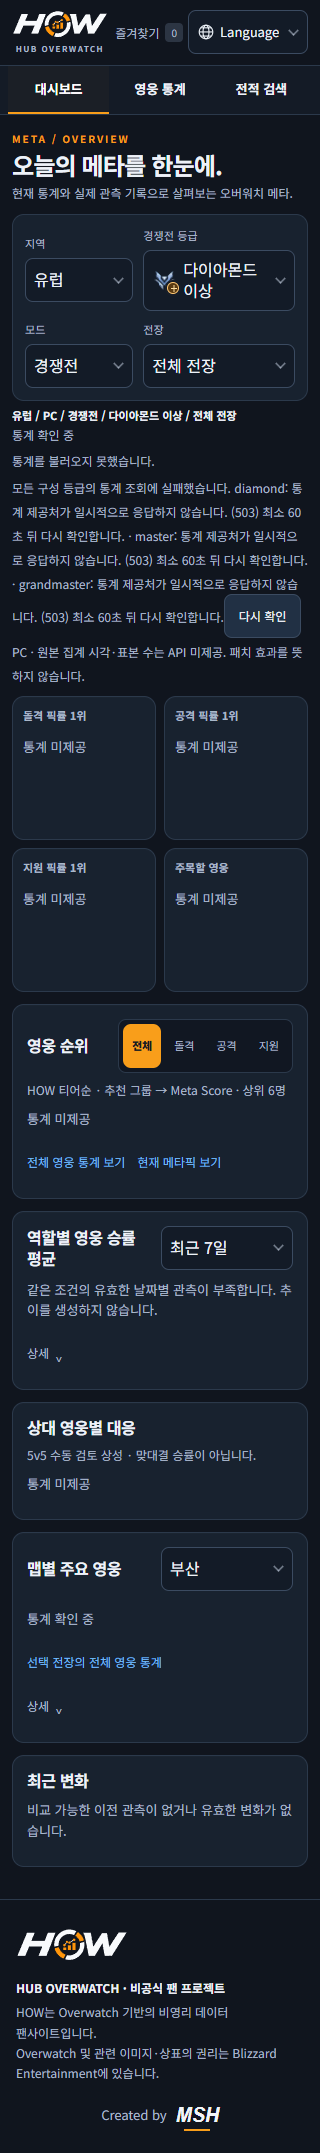 HOW
HUB OVERWATCH
즐겨찾기 0
Language
대시보드 영웅 통계 전적 검색
META / OVERVIEW
오늘의 메타를 한눈에.
현재 통계와 실제 관측 기록으로 살펴보는 오버워치 메타.
지역
유럽
경쟁전 등급
다이아몬드
이상
모드
경쟁전
전장
전체 전장
유럽 / PC / 경쟁전 / 다이아몬드 이상 / 전체 전장
통계 확인 중
통계를 불러오지 못했습니다.
모든 구성 등급의 통계 조회에 실패했습니다. diamond: 통
계 제공처가 일시적으로 응답하지 않습니다. (503) 최소 60
초 뒤 다시 확인합니다. · master: 통계 제공처가 일시적으
로 응답하지 않습니다. (503) 최소 60초 뒤 다시 확인합니다.
· grandmaster: 통계 제공처가 일시적으로 응답하지 않습
니다. (503) 최소 60초 뒤 다시 확인합니다. 다시 확인
PC · 원본 집계 시각·표본 수는 API 미제공. 패치 효과를 뜻
하지 않습니다.
돌격 픽률 1위
통계 미제공
공격 픽률 1위
통계 미제공
지원 픽률 1위
통계 미제공
주목할 영웅
통계 미제공
영웅 순위
전체 돌격 공격 지원
HOW 티어순 · 추천 그룹 → Meta Score · 상위 6명
통계 미제공
전체 영웅 통계 보기 현재 메타픽 보기
역할별 영웅 승률
평균
최근 7일
같은 조건의 유효한 날짜별 관측이 부족합니다. 추
이를 생성하지 않습니다.
상세
상대 영웅별 대응
5v5 수동 검토 상성 · 맞대결 승률이 아닙니다.
통계 미제공
맵별 주요 영웅
부산
통계 확인 중
선택 전장의 전체 영웅 통계
상세
최근 변화
비교 가능한 이전 관측이 없거나 유효한 변화가 없
습니다.
HOW
HUB OVERWATCH · 비공식 팬 프로젝트
HOW는 Overwatch 기반의 비영리 데이터
팬사이트입니다.
Overwatch 및 관련 이미지·상표의 권리는 Blizzard
Entertainment에 있습니다.
Created by MSH